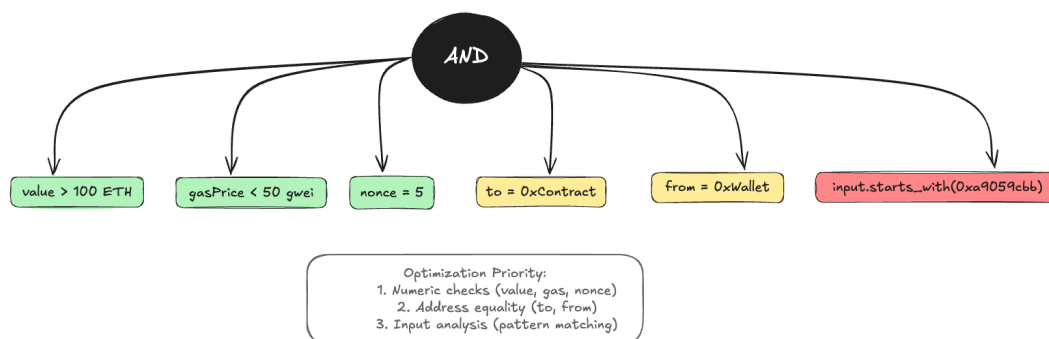 AND
value > 100 ETH
gasPrice < 50 gwei
nonce = 5
to = 0xContract
from = 0xWallet
input.starts_with(0xa9059cbb)
Optimization Priority:
1. Numeric checks (value, gas, nonce)
2. Address equality (to, from)
3. Input analysis (pattern matching)